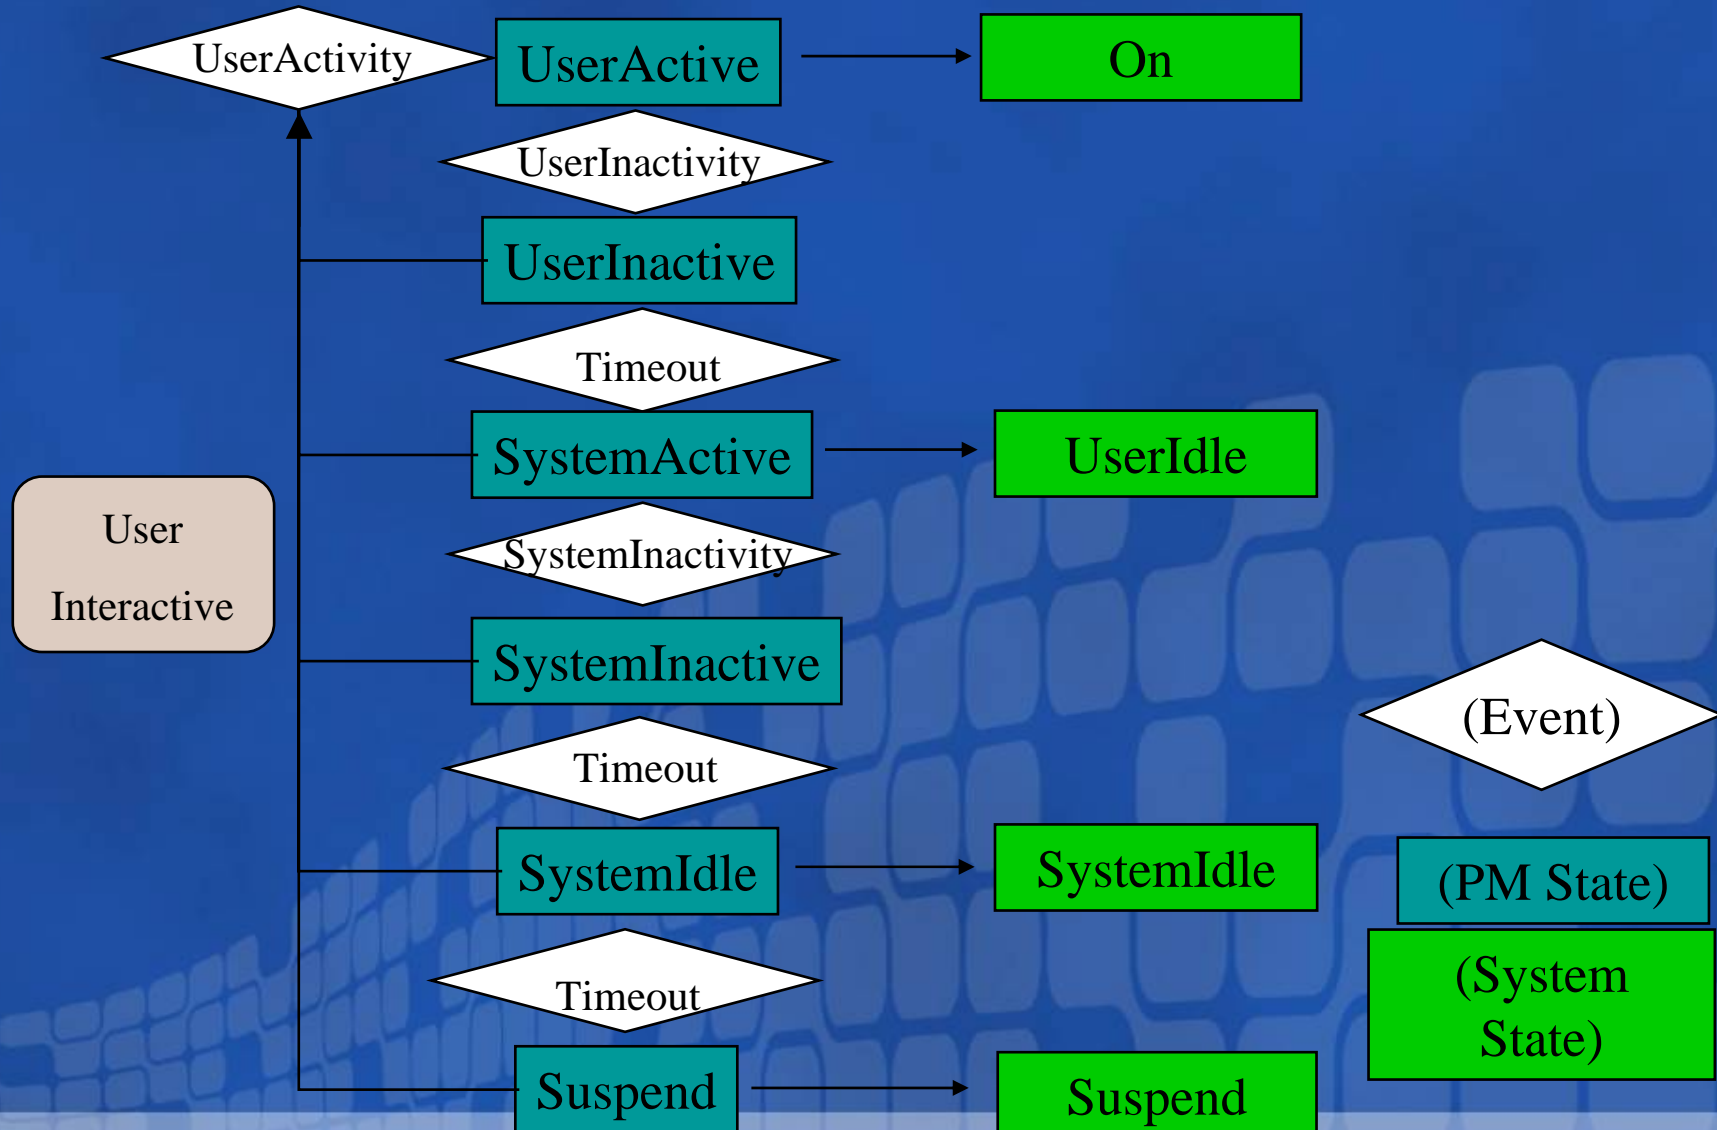 UserActivity
UserActive
On
UserInactivity
UserInactive
Timeout
SystemActive
UserIdle
User
Interactive
SystemInactivity
SystemInactive
(Event)
Timeout
SystemIdle
SystemIdle
(PM State)
(System
State)
Timeout
Suspend
Suspend